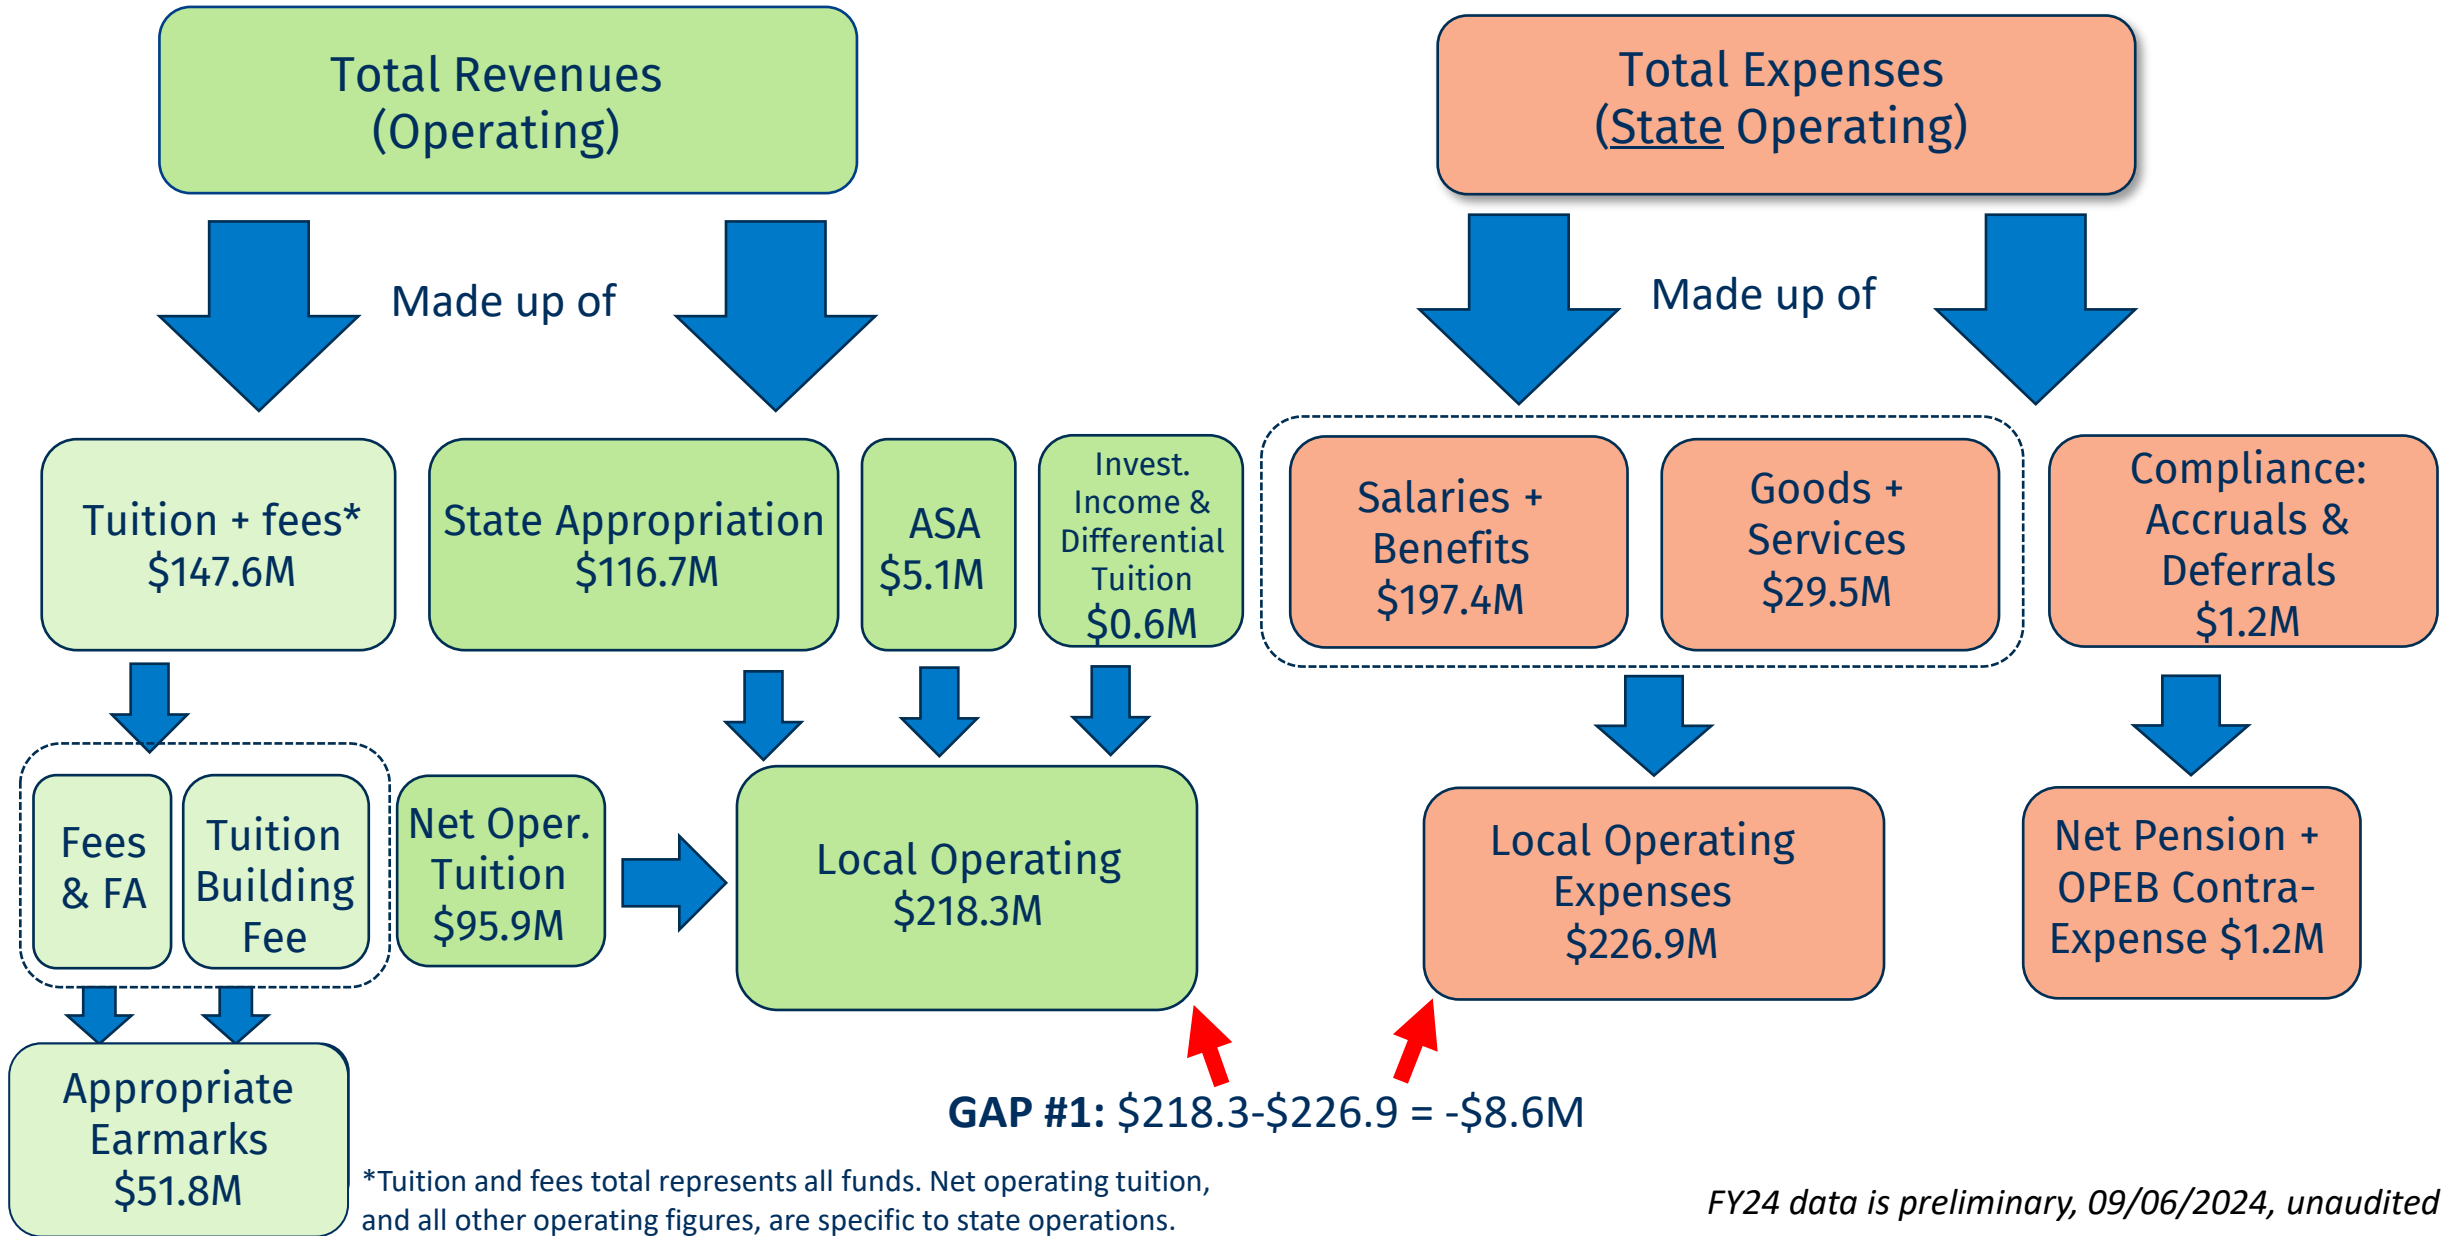 Total Revenues
(Operating)
Total Expenses
(State Operating)
Made up of
Made up of
Tuition + fees*
$147.6M
State Appropriation
$116.7M
ASA
$5.1M
Invest.
Income &
Differential
Tuition
$0.6M
Salaries +
Benefits
$197.4M
Goods +
Services
$29.5M
Compliance:
Accruals &
Deferrals
$1.2M
Fees
& FA
Tuition
Building
Fee
Net Oper.
Tuition
$95.9M
Local Operating
$218.3M
Local Operating
Expenses
$226.9M
Net Pension +
OPEB Contra-
Expense $1.2M
Appropriate
Earmarks
$51.8M
GAP #1: $218.3-$226.9 = -$8.6M
*Tuition and fees total represents all funds. Net operating tuition,
and all other operating figures, are specific to state operations.
FY24 data is preliminary, 09/06/2024, unaudited